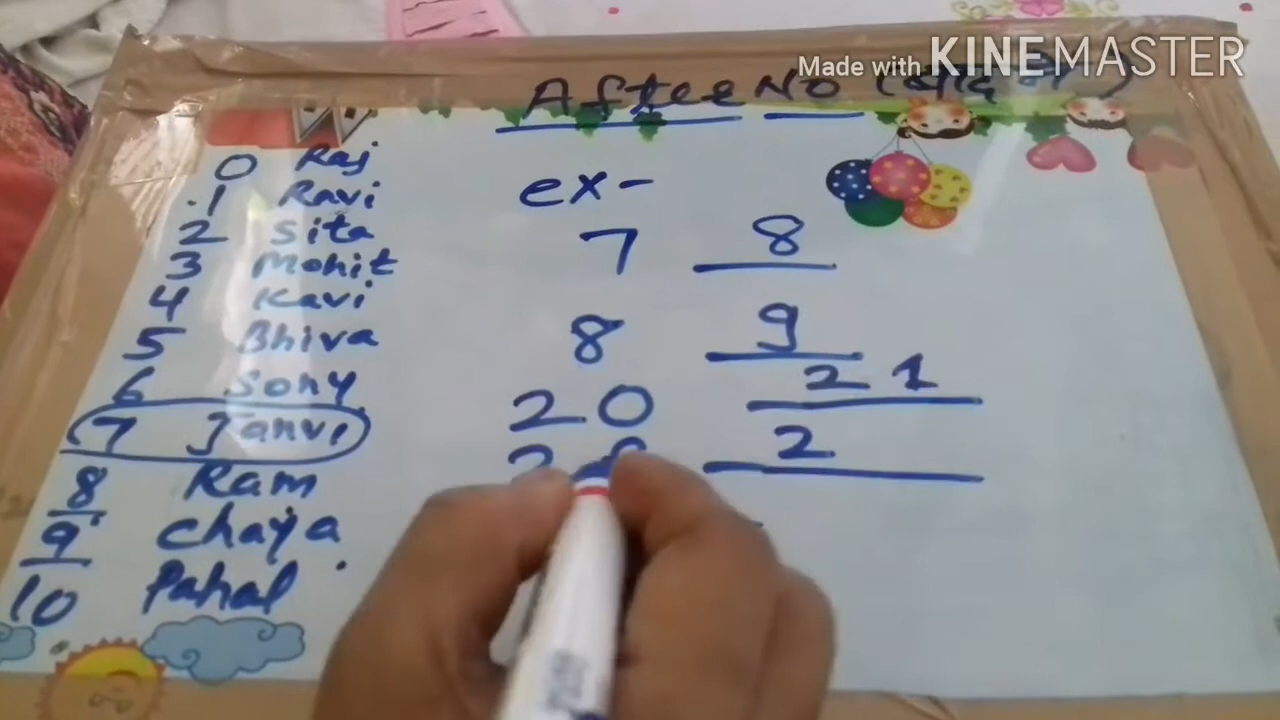 Made with KINEMASTER
After No (बाद में)
0 Raj
1 Ravi
2 Sita
3 Mohit
4 Kavi
5 Bhiva
6 Sony
7 Janvi
8 Ram
9 Chaya
10 Pahal
ex-
7 8
8 9
20 21
2 2